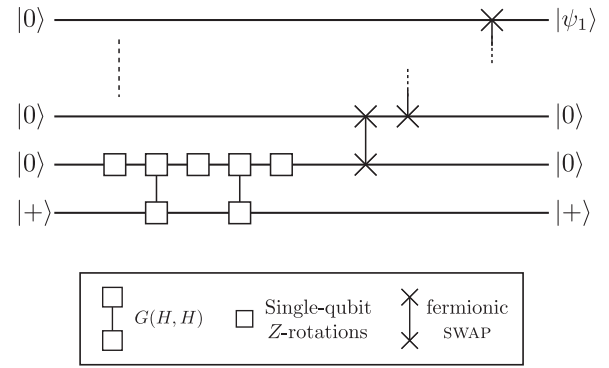 |0⟩ |ψ₁⟩
|0⟩ |0⟩
|0⟩ |0⟩
|+⟩ |+⟩
G(H, H)
Single-qubit
Z-rotations
fermionic
SWAP